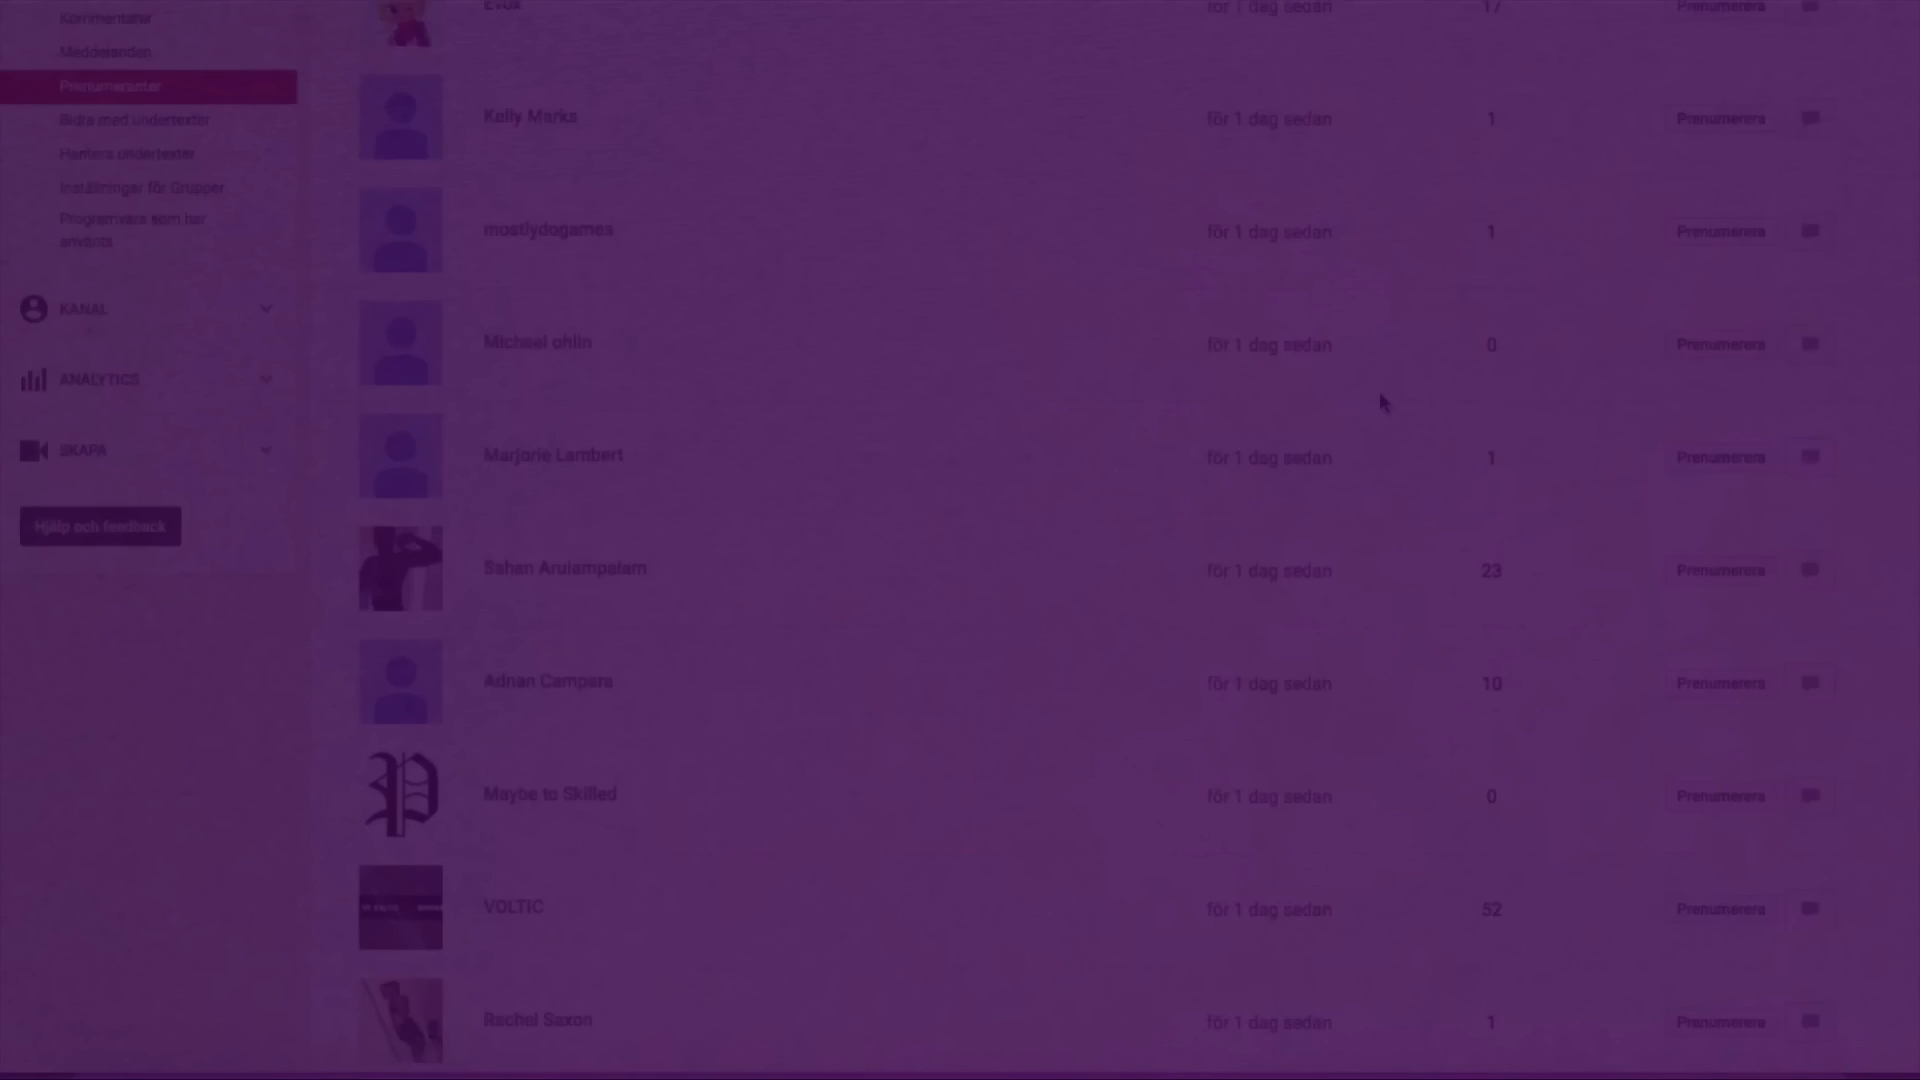 Kommentarer
Meddelanden
Prenumeranter
Bidra med undertexter
Hantera undertexter
Inställningar för Grupper
Programvara som har
använts
KANAL
ANALYTICS
SKAPA
Hjälp och feedback
för 1 dag sedan 17 Prenumerera
Kelly Marks för 1 dag sedan 1 Prenumerera
mostlydogames för 1 dag sedan 1 Prenumerera
Michael ohlin för 1 dag sedan 0 Prenumerera
Marjorie Lambert för 1 dag sedan 1 Prenumerera
Sahan Arulampalam för 1 dag sedan 23 Prenumerera
Adnan Campara för 1 dag sedan 10 Prenumerera
P
Maybe to Skilled för 1 dag sedan 0 Prenumerera
VOLTIC för 1 dag sedan 52 Prenumerera
Rachel Saxon för 1 dag sedan 1 Prenumerera